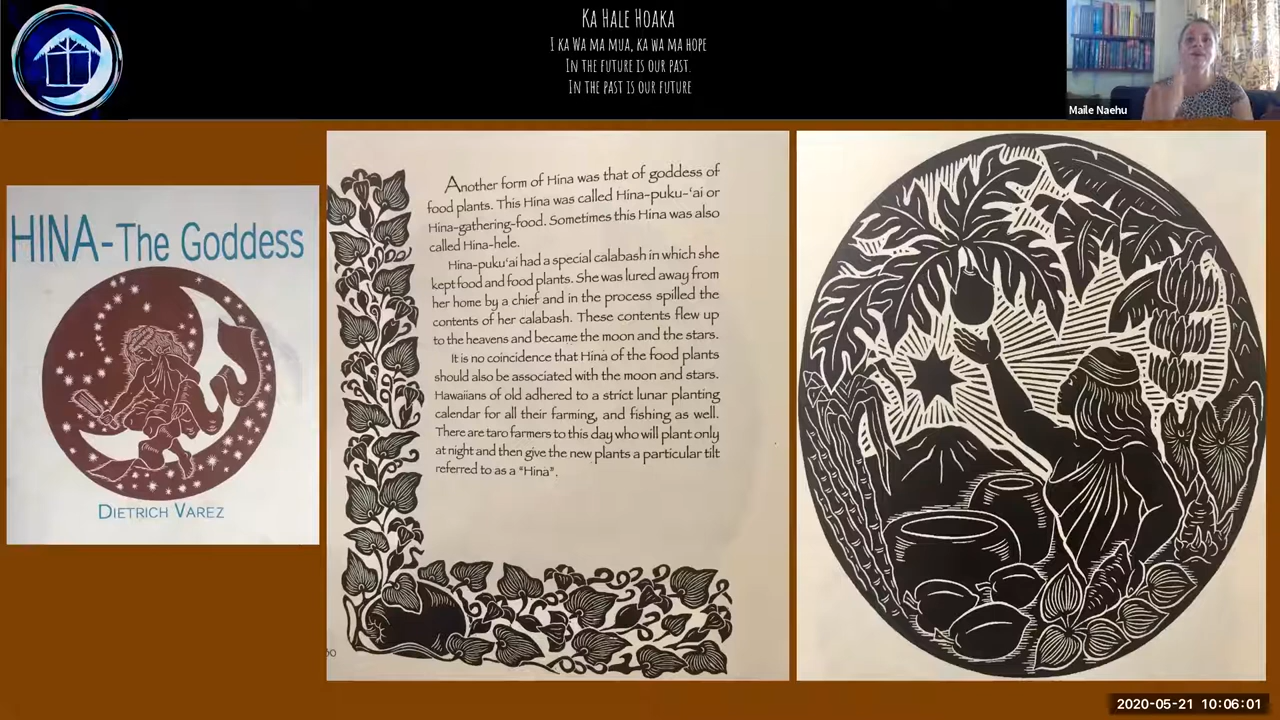 KA HALE HOAKA
I KA WA MA MUA, KA WA MA HOPE
IN THE FUTURE IS OUR PAST.
IN THE PAST IS OUR FUTURE
Maile Naehu
HINA-The Goddess
DIETRICH VAREZ
Another form of Hina was that of goddess of
food plants. This Hina was called Hina-puku-‘ai or
Hina-gathering-food. Sometimes this Hina was also
called Hina-hele.
Hina-puku‘ai had a special calabash in which she
kept food and food plants. She was lured away from
her home by a chief and in the process spilled the
contents of her calabash. These contents flew up
to the heavens and became the moon and the stars.
It is no coincidence that Hina of the food plants
should also be associated with the moon and stars.
Hawaiians of old adhered to a strict lunar planting
calendar for all their farming, and fishing as well.
There are taro farmers to this day who will plant only
at night and then give the new plants a particular tilt
referred to as a "Hina".
2020-05-21 10:06:01